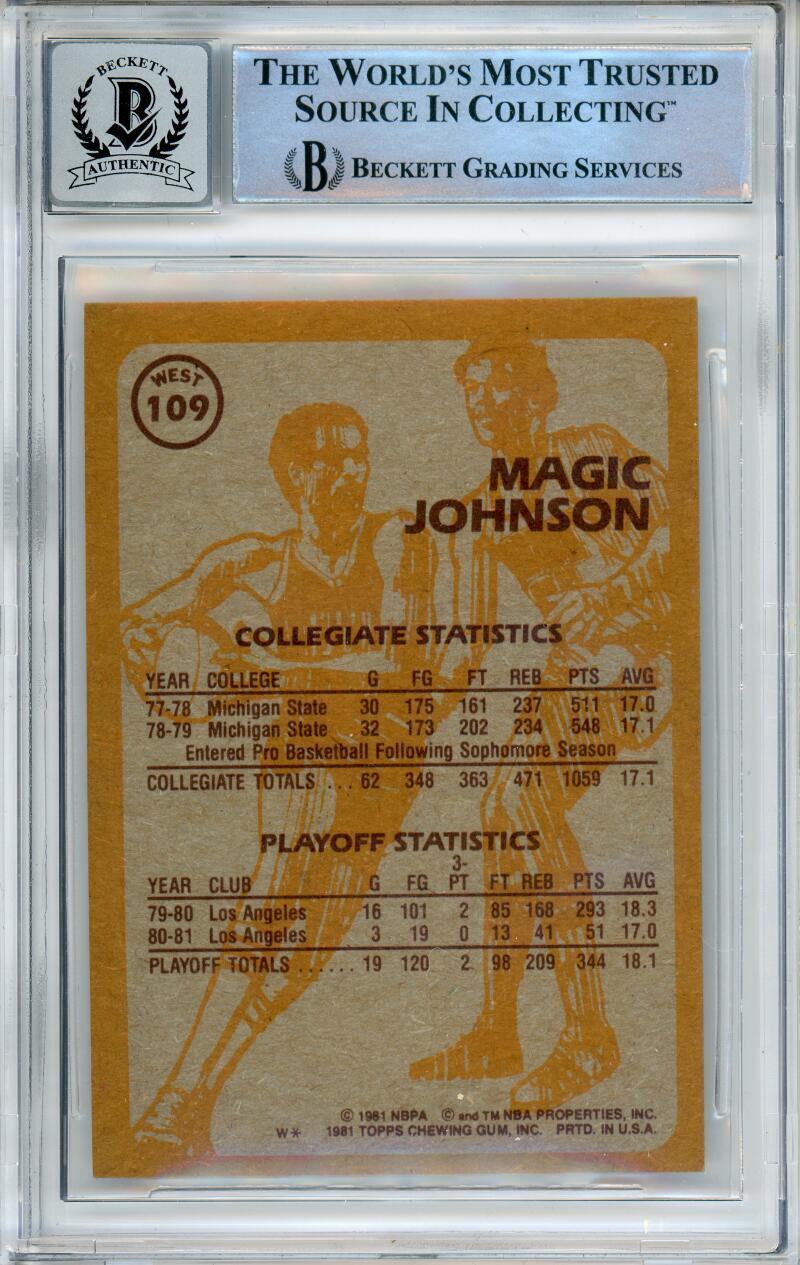 BECKETT
B
AUTHENTIC
THE WORLD'S MOST TRUSTED
SOURCE IN COLLECTING™
B BECKETT GRADING SERVICES
WEST
109
MAGIC
JOHNSON
COLLEGIATE STATISTICS
YEAR COLLEGE G FG FT REB PTS AVG
77-78 Michigan State 30 175 161 237 511 17.0
78-79 Michigan State 32 173 202 234 548 17.1
Entered Pro Basketball Following Sophomore Season
COLLEGIATE TOTALS ... 62 348 363 471 1059 17.1
PLAYOFF STATISTICS
3-
YEAR CLUB G FG PT FT REB PTS AVG
79-80 Los Angeles 16 101 2 85 168 293 18.3
80-81 Los Angeles 3 19 0 13 41 51 17.0
PLAYOFF TOTALS ...... 19 120 2 98 209 344 18.1
© 1981 NBPA © and TM NBA PROPERTIES, INC.
W* 1981 TOPPS CHEWING GUM, INC. PRTD. IN U.S.A.